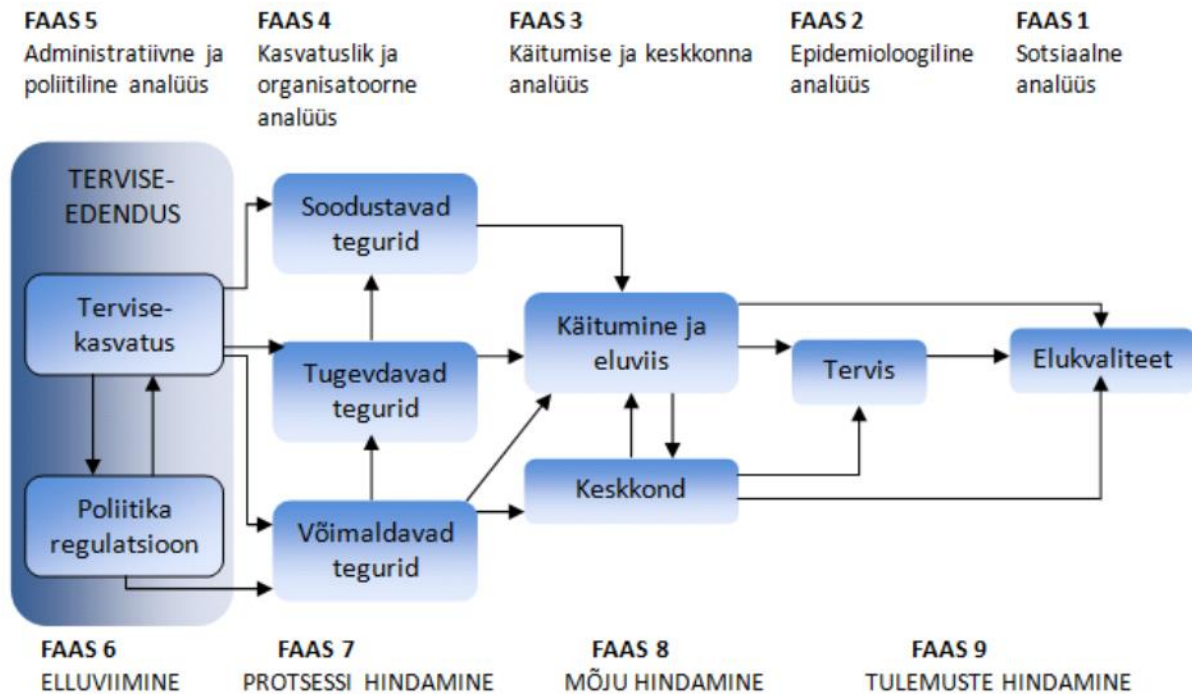 FAAS 5
Administratiivne ja
poliitiline analüüs
FAAS 4
Kasvatuslik ja
organisatoorne
analüüs
FAAS 3
Käitumise ja keskkonna
analüüs
FAAS 2
Epidemioloogiline
analüüs
FAAS 1
Sotsiaalne
analüüs
TERVISE-
EDENDUS
Tervise-
kasvatus
Poliitika
regulatsioon
Soodustavad
tegurid
Tugevdavad
tegurid
Võimaldavad
tegurid
Käitumine ja
eluviis
Keskkond
Tervis
Elukvaliteet
FAAS 6
ELLUVIIMINE
FAAS 7
PROTSESSI HINDAMINE
FAAS 8
MÕJU HINDAMINE
FAAS 9
TULEMUSTE HINDAMINE